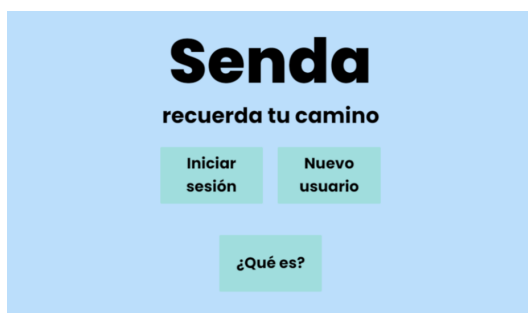 Senda
recuerda tu camino
Iniciar
sesión
Nuevo
usuario
¿Qué es?